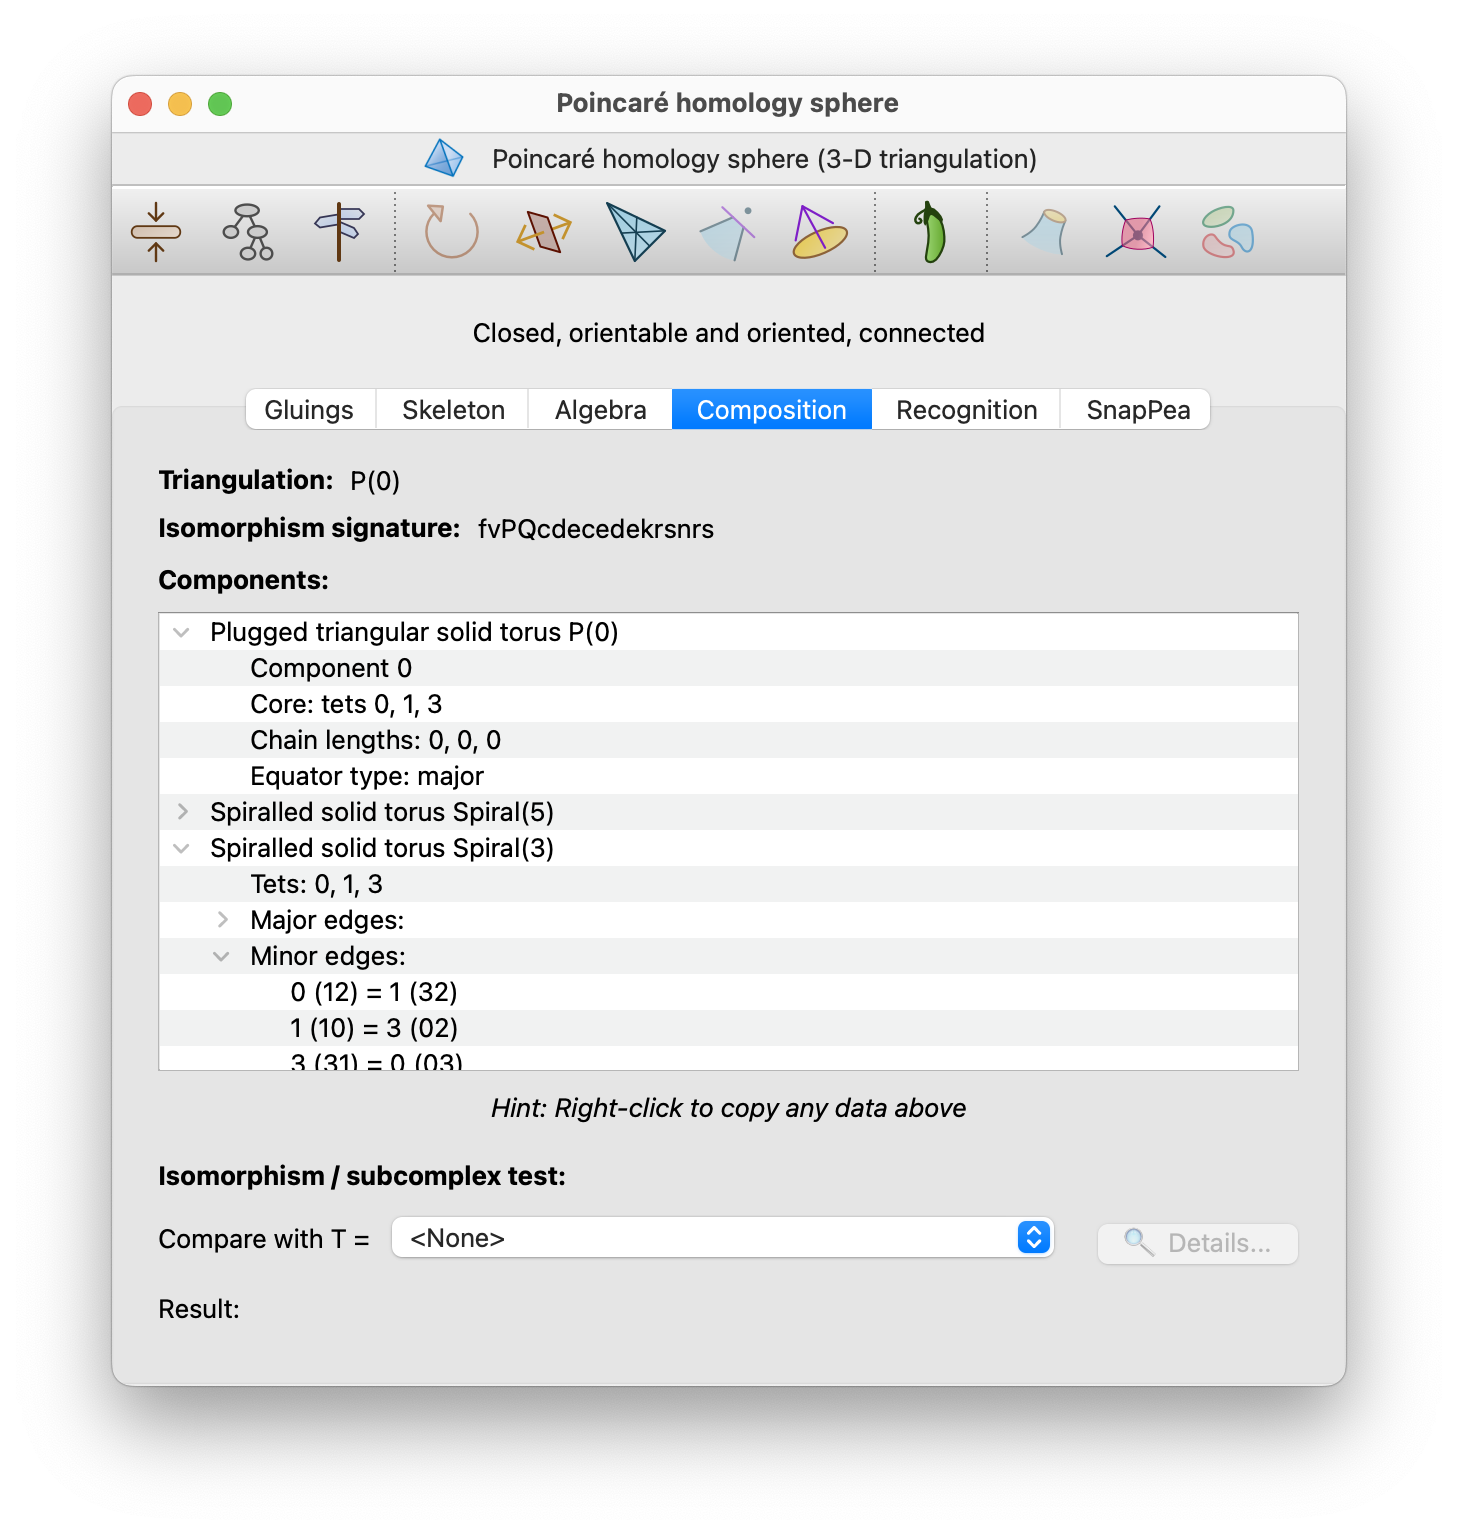 Poincaré homology sphere
Poincaré homology sphere (3-D triangulation)
Closed, orientable and oriented, connected
Gluings Skeleton Algebra Composition Recognition SnapPea
Triangulation: P(0)
Isomorphism signature: fvPQcdecedekrsnrs
Components:
Plugged triangular solid torus P(0)
Component 0
Core: tets 0, 1, 3
Chain lengths: 0, 0, 0
Equator type: major
Spiralled solid torus Spiral(5)
Spiralled solid torus Spiral(3)
Tets: 0, 1, 3
Major edges:
Minor edges:
0 (12) = 1 (32)
1 (10) = 3 (02)
3 (31) = 0 (03)
Hint: Right-click to copy any data above
Isomorphism / subcomplex test:
Compare with T = <None> Details...
Result: